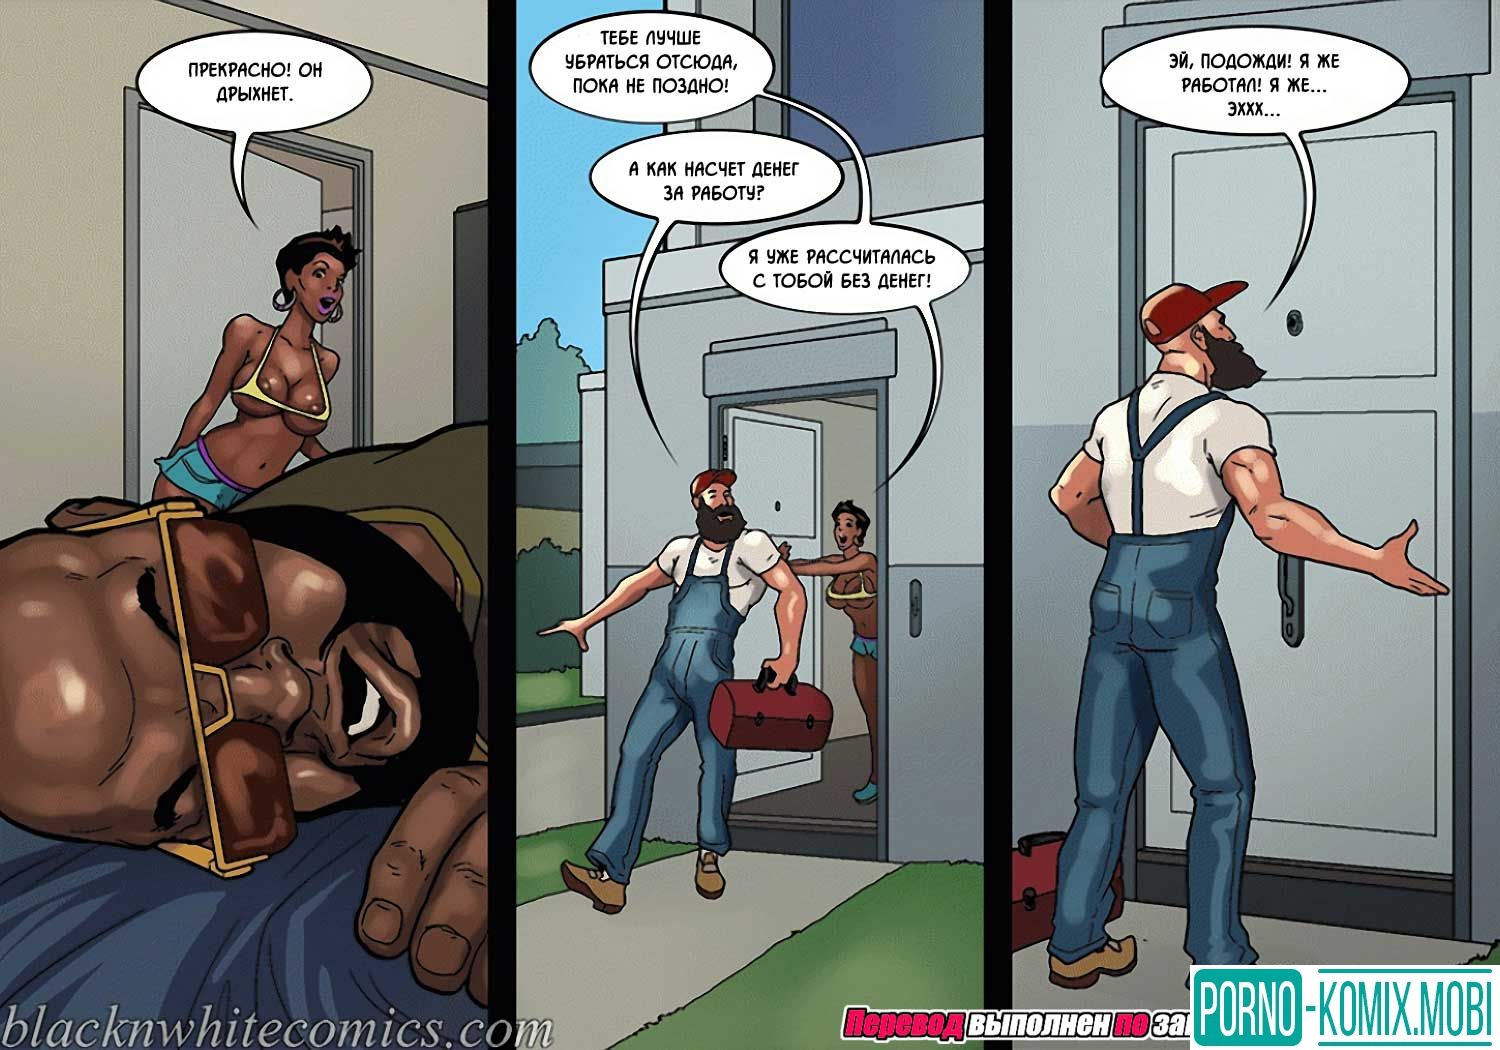 ПРЕКРАСНО! ОН
ДРЫХНЕТ.
ТЕБЕ ЛУЧШЕ
УБРАТЬСЯ ОТСЮДА,
ПОКА НЕ ПОЗДНО!
А КАК НАСЧЕТ ДЕНЕГ
ЗА РАБОТУ?
Я УЖЕ РАССЧИТАЛАСЬ
С ТОБОЙ БЕЗ ДЕНЕГ!
ЭЙ, ПОДОЖДИ! Я ЖЕ
РАБОТАЛ! Я ЖЕ...
ЭХХХ...
blacknwhitecomics.com
Перевод выполнен по
PORNO-KOMIX.MOBI